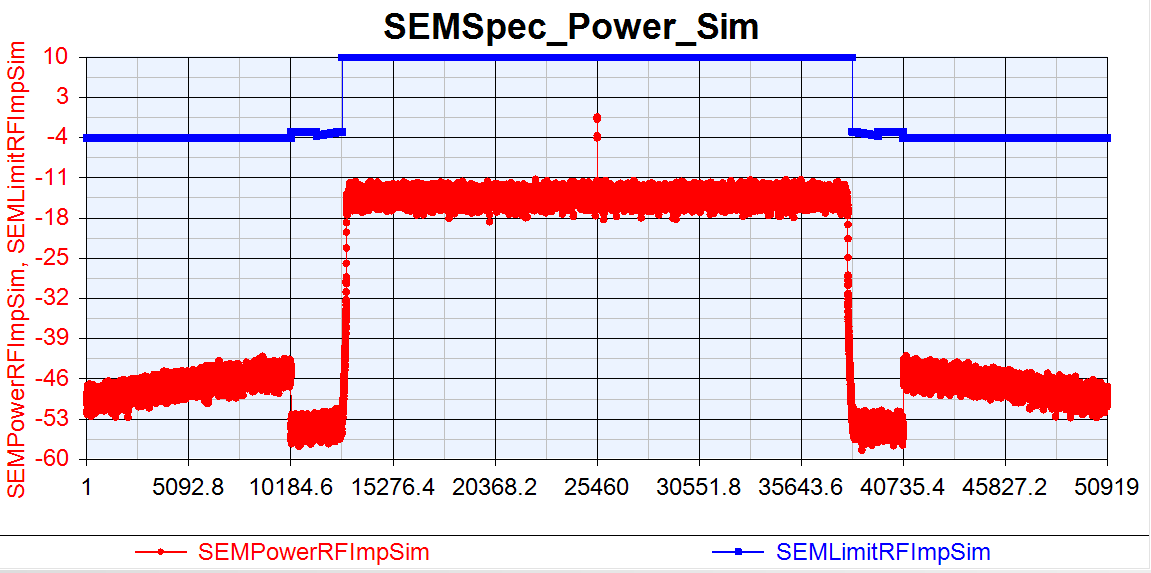 SEMSpec_Power_Sim
SEMPowerRFImpSim, SEMLimitRFImpSim
10
3
-4
-11
-18
-25
-32
-39
-46
-53
-60
1 5092.8 10184.6 15276.4 20368.2 25460 30551.8 35643.6 40735.4 45827.2 50919
SEMPowerRFImpSim SEMLimitRFImpSim